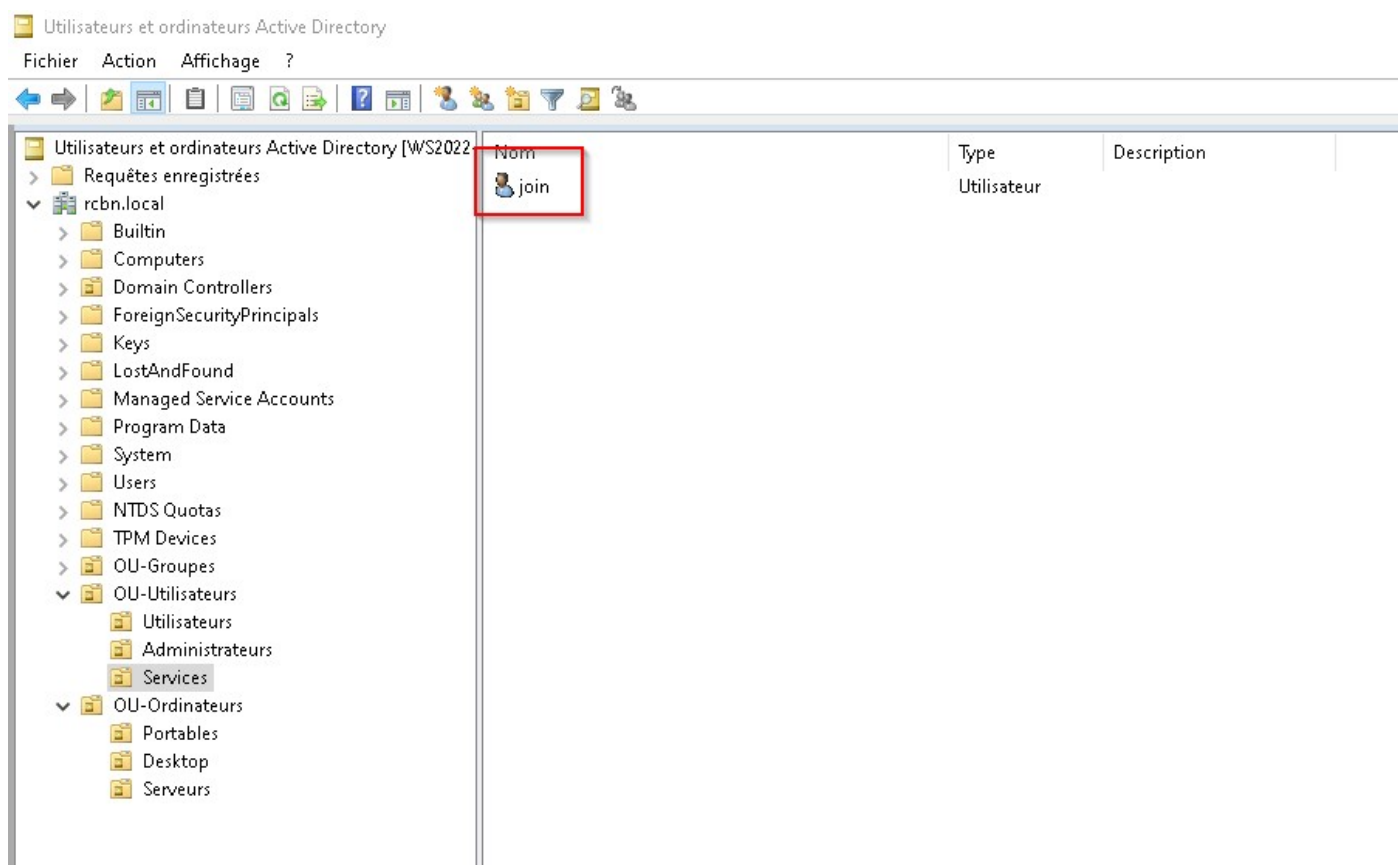 Utilisateurs et ordinateurs Active Directory
Fichier Action Affichage ?
Utilisateurs et ordinateurs Active Directory [WS2022-
Requêtes enregistrées
rcbn.local
Builtin
Computers
Domain Controllers
ForeignSecurityPrincipals
Keys
LostAndFound
Managed Service Accounts
Program Data
System
Users
NTDS Quotas
TPM Devices
OU-Groupes
OU-Utilisateurs
Utilisateurs
Administrateurs
Services
OU-Ordinateurs
Portables
Desktop
Serveurs
Nom Type Description
join Utilisateur